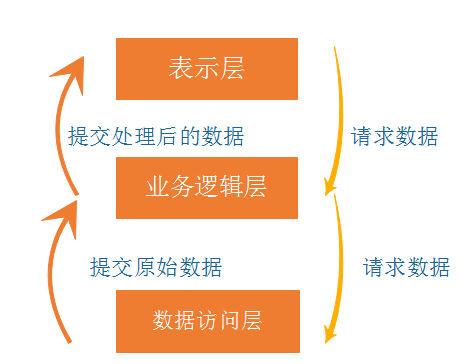 表示层
提交处理后的数据
请求数据
业务逻辑层
提交原始数据
请求数据
数据访问层